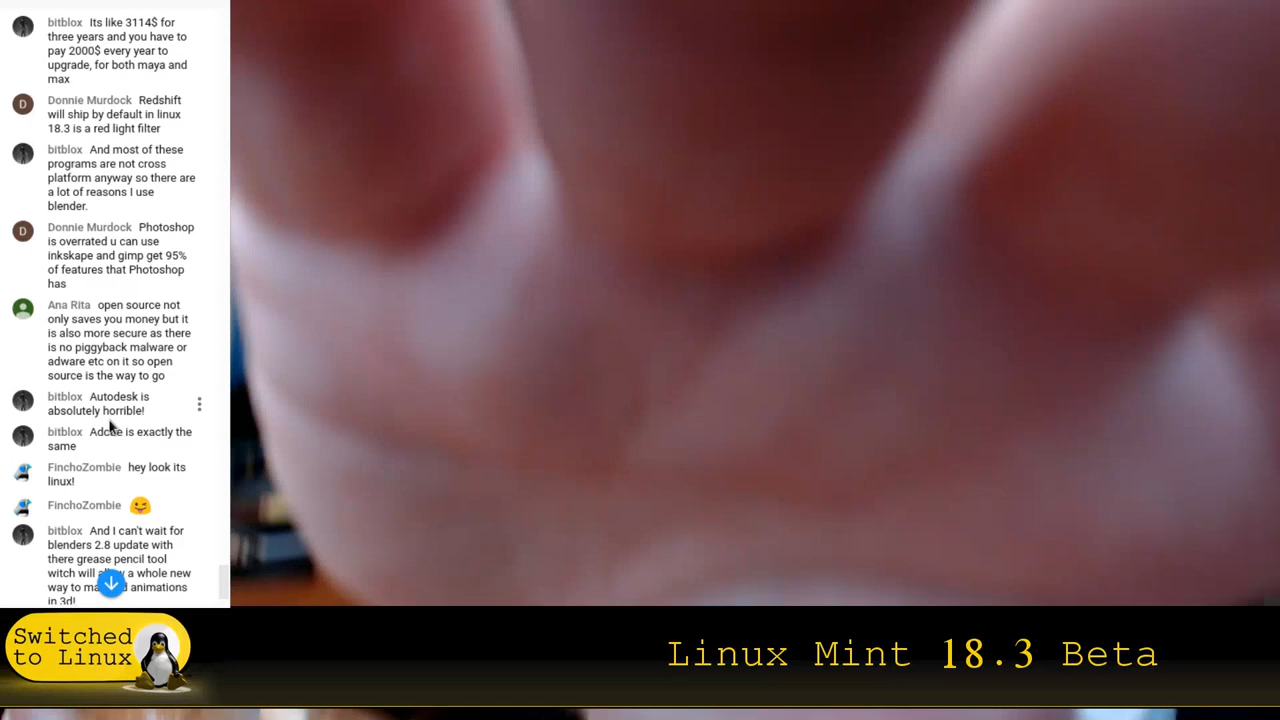 bitblox Its like 3114$ for
three years and you have to
pay 2000$ every year to
upgrade, for both maya and
max
Donnie Murdock Redshift
will ship by default in linux
18.3 is a red light filter
bitblox And most of these
programs are not cross
platform anyway so there are
a lot of reasons I use
blender.
Donnie Murdock Photoshop
is overrated u can use
inkskape and gimp get 95%
of features that Photoshop
has
Ana Rita open source not
only saves you money but it
is also more secure as there
is no piggyback malware or
adware etc on it so open
source is the way to go
bitblox Autodesk is
absolutely horrible!
bitblox is exactly the
same
FinchoZombie hey look its
linux!
FinchoZombie 😜
bitblox And I can't wait for
blenders 2.8 update with
there grease pencil tool
witch will a whole new
way to animations
in 3d!
Switched
to Linux
Linux Mint 18.3 Beta